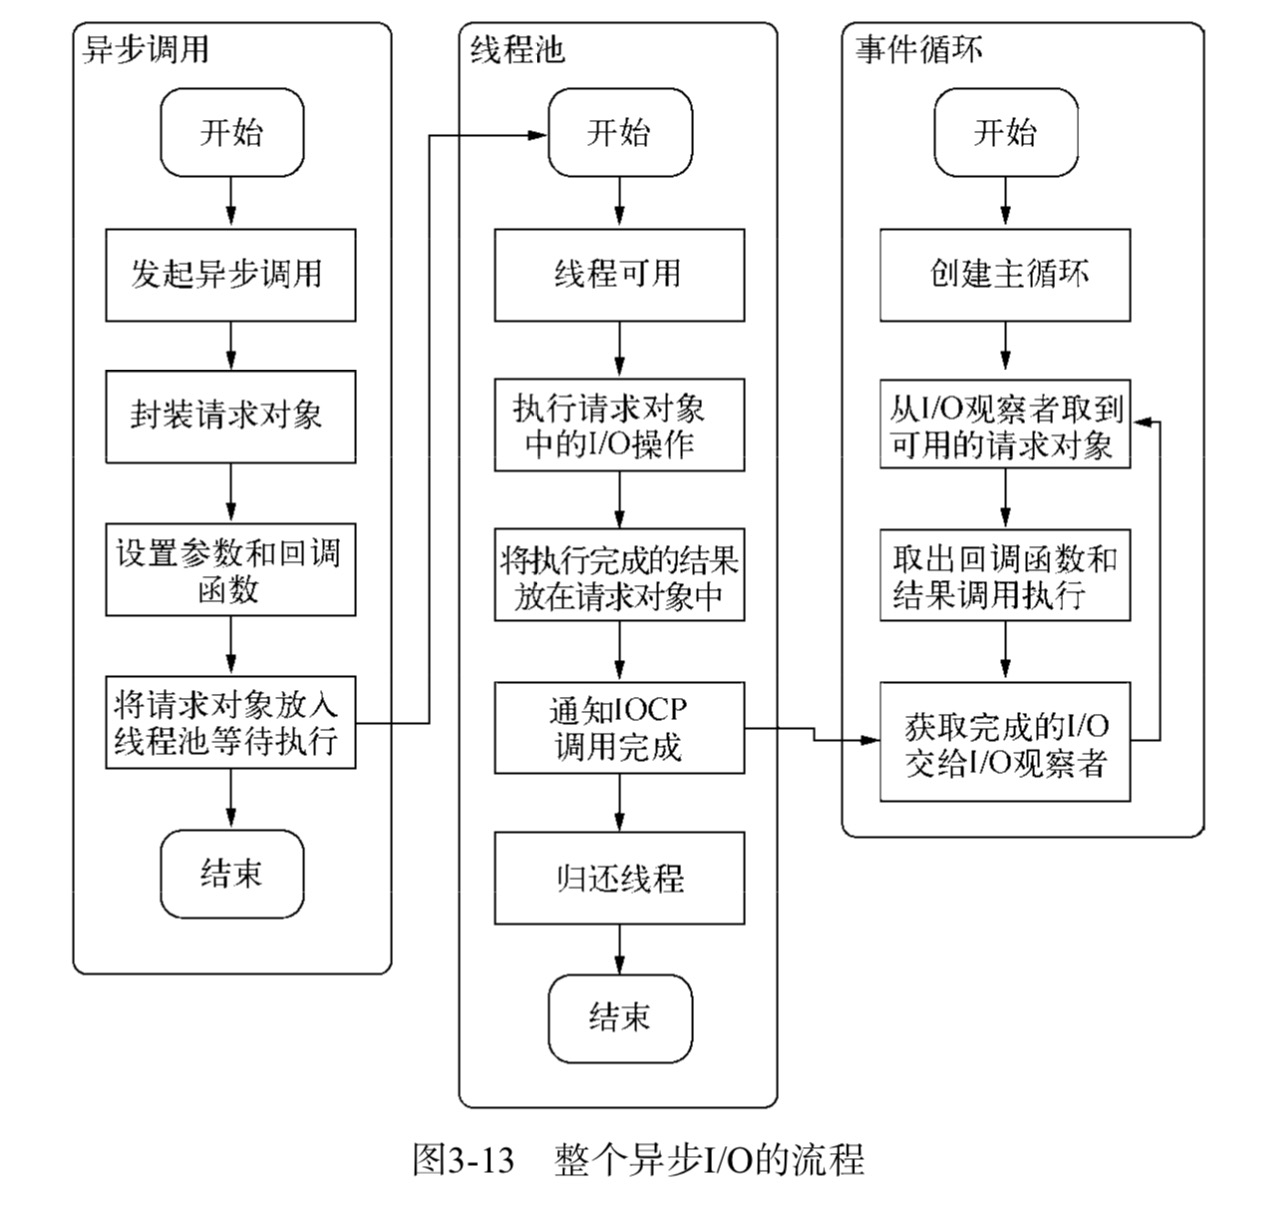 异步调用
开始
发起异步调用
封装请求对象
设置参数和回调
函数
将请求对象放入
线程池等待执行
结束
线程池
开始
线程可用
执行请求对象
中的I/O操作
将执行完成的结果
放在请求对象中
通知IOCP
调用完成
归还线程
结束
事件循环
开始
创建主循环
从I/O观察者取到
可用的请求对象
取出回调函数和
结果调用执行
获取完成的I/O
交给I/O观察者
图3-13 整个异步I/O的流程